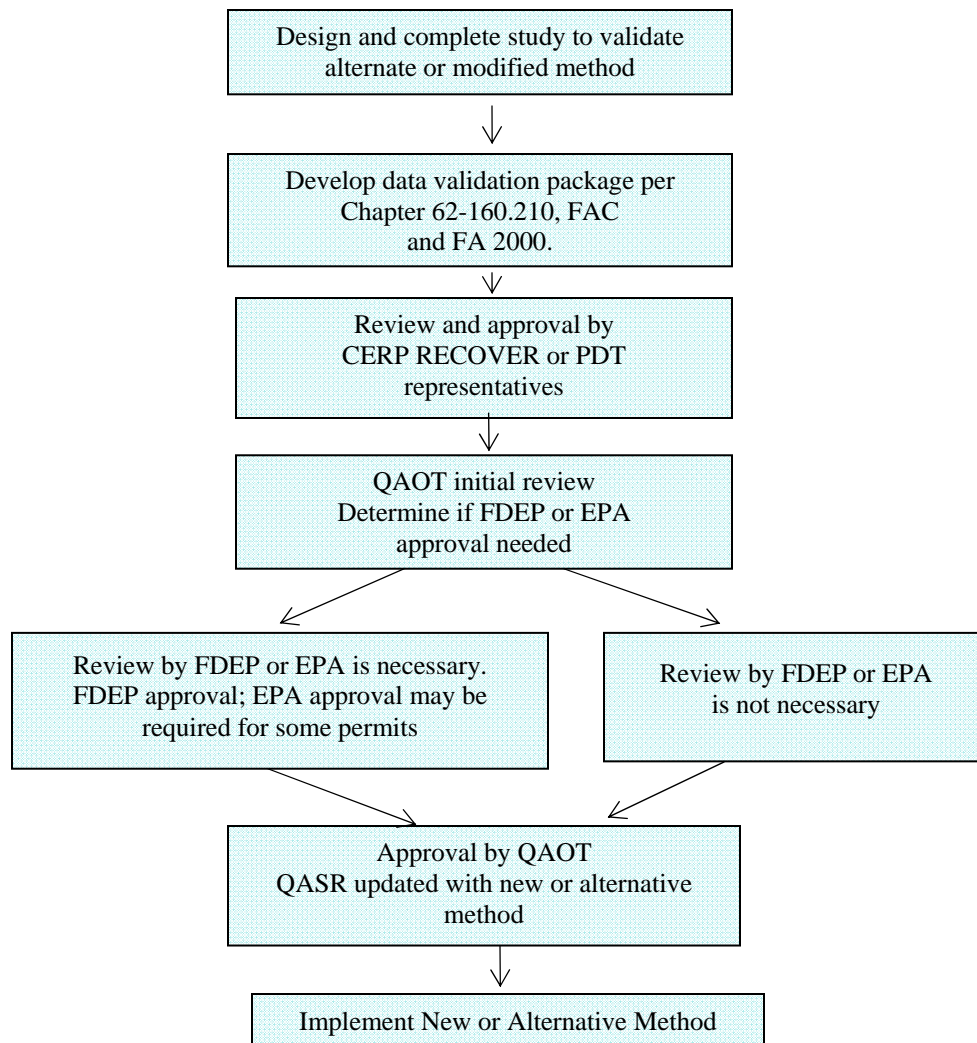 Design and complete study to validate
alternate or modified method
Develop data validation package per
Chapter 62-160.210, FAC
and FA 2000.
Review and approval by
CERP RECOVER or PDT
representatives
QAOT initial review
Determine if FDEP or EPA
approval needed
Review by FDEP or EPA is necessary.
FDEP approval; EPA approval may be
required for some permits
Review by FDEP or EPA
is not necessary
Approval by QAOT
QASR updated with new or alternative
method
Implement New or Alternative Method